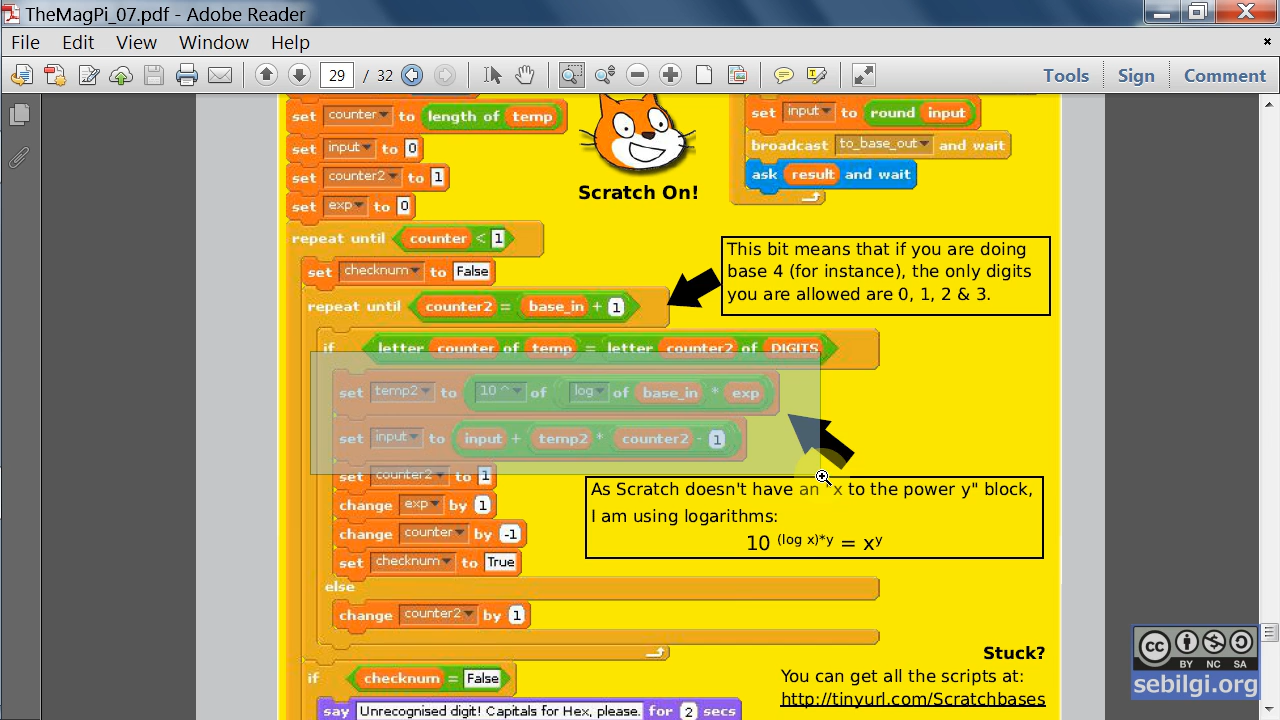 TheMagPi_07.pdf - Adobe Reader
File Edit View Window Help
29 / 32
Tools Sign Comment
set counter to length of temp
set input to 0
set counter2 to 1
set exp to 0
repeat until counter < 1
set checknum to False
repeat until counter2 = base_in + 1
if letter counter of temp = letter counter2 of DIGITS
set temp2 to 10 ^ of log of base_in * exp
set input to input + temp2 * counter2 - 1
set counter2 to 1
change exp by 1
change counter by -1
set checknum to True
else
change counter2 by 1
if checknum = False
say Unrecognised digit! Capitals for Hex, please. for 2 secs
Scratch On!
set input to round input
broadcast to_base_out and wait
ask result and wait
This bit means that if you are doing
base 4 (for instance), the only digits
you are allowed are 0, 1, 2 & 3.
As Scratch doesn't have an "x to the power y" block,
I am using logarithms:
10 (log x)*y = xy
Stuck?
You can get all the scripts at:
http://tinyurl.com/Scratchbases
cc BY NC SA
sebilgi.org